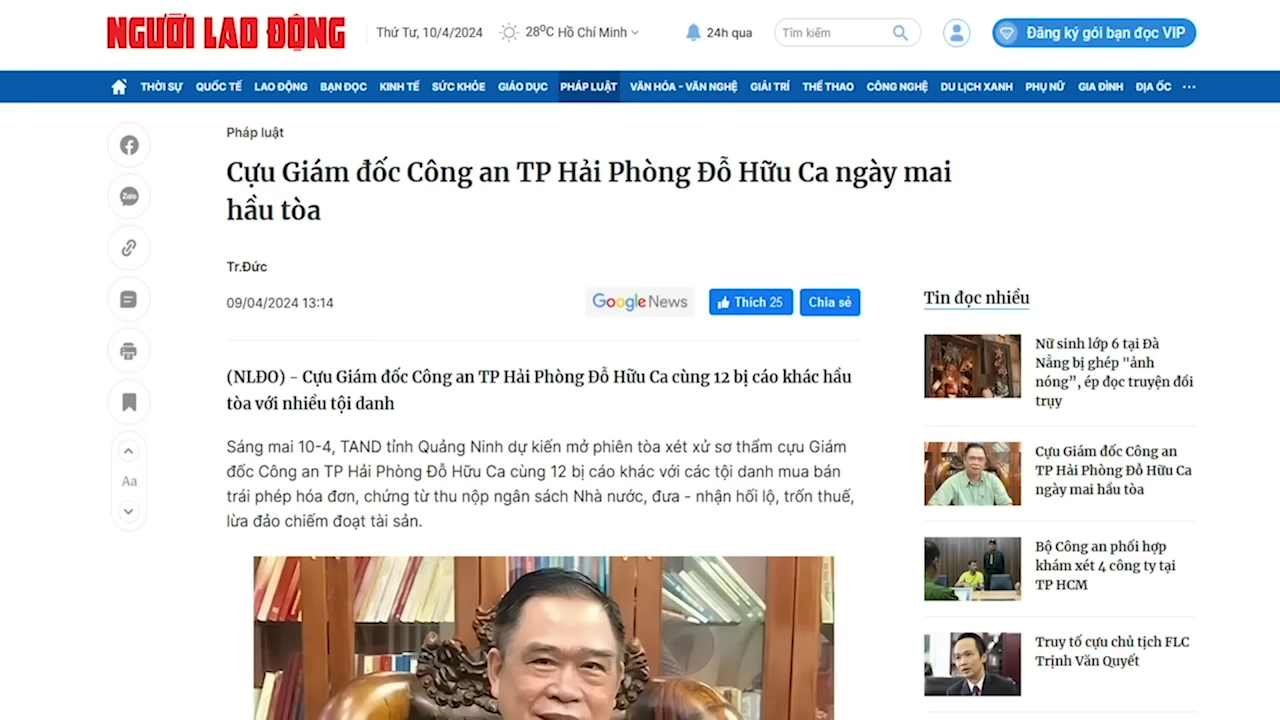 NGƯỜI LAO ĐỘNG
Thứ Tư, 10/4/2024
28⁰C Hồ Chí Minh
24h qua
Tìm kiếm
Đăng ký gói bạn đọc VIP
THỜI SỰ QUỐC TẾ LAO ĐỘNG BẠN ĐỌC KINH TẾ SỨC KHỎE GIÁO DỤC PHÁP LUẬT VĂN HÓA - VĂN NGHỆ GIẢI TRÍ THỂ THAO CÔNG NGHỆ DU LỊCH XANH PHỤ NỮ GIA ĐÌNH ĐỊA ỐC ...
Pháp luật
Cựu Giám đốc Công an TP Hải Phòng Đỗ Hữu Ca ngày mai
hầu tòa
Tr.Đức
09/04/2024 13:14
Google News
Thích 25
Chia sẻ
Zalo
Aa
(NLĐO) - Cựu Giám đốc Công an TP Hải Phòng Đỗ Hữu Ca cùng 12 bị cáo khác hầu
tòa với nhiều tội danh
Sáng mai 10-4, TAND tỉnh Quảng Ninh dự kiến mở phiên tòa xét xử sơ thẩm cựu Giám
đốc Công an TP Hải Phòng Đỗ Hữu Ca cùng 12 bị cáo khác với các tội danh mua bán
trái phép hóa đơn, chứng từ thu nộp ngân sách Nhà nước, đưa - nhận hối lộ, trốn thuế,
lừa đảo chiếm đoạt tài sản.
Tin đọc nhiều
Nữ sinh lớp 6 tại Đà
Nẵng bị ghép "ảnh
nóng”, ép đọc truyện đồi
trụy
Cựu Giám đốc Công an
TP Hải Phòng Đỗ Hữu Ca
ngày mai hầu tòa
Bộ Công an phối hợp
khám xét 4 công ty tại
TP HCM
Truy tố cựu chủ tịch FLC
Trịnh Văn Quyết